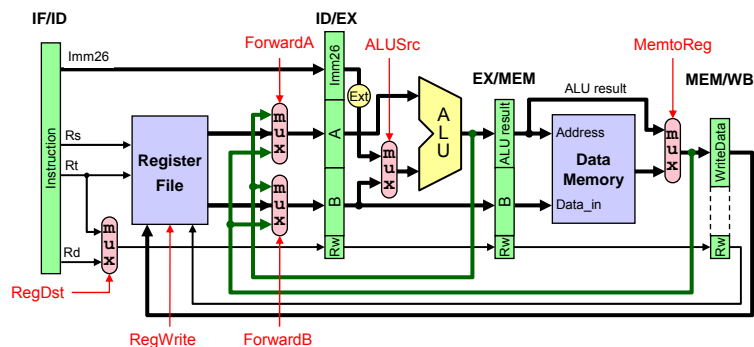 IF/ID
ID/EX
ForwardA
ALUSrc
MemtoReg
EX/MEM
MEM/WB
Imm26
Imm26
Ext
ALU result
Instruction
Rs
Rt
Rd
Register
File
mux
mux
mux
mux
mux
A
B
Rw
ALU
ALU result
B
Rw
Address
Data
Memory
Data_in
WriteData
Rw
RegDst
RegWrite
ForwardB